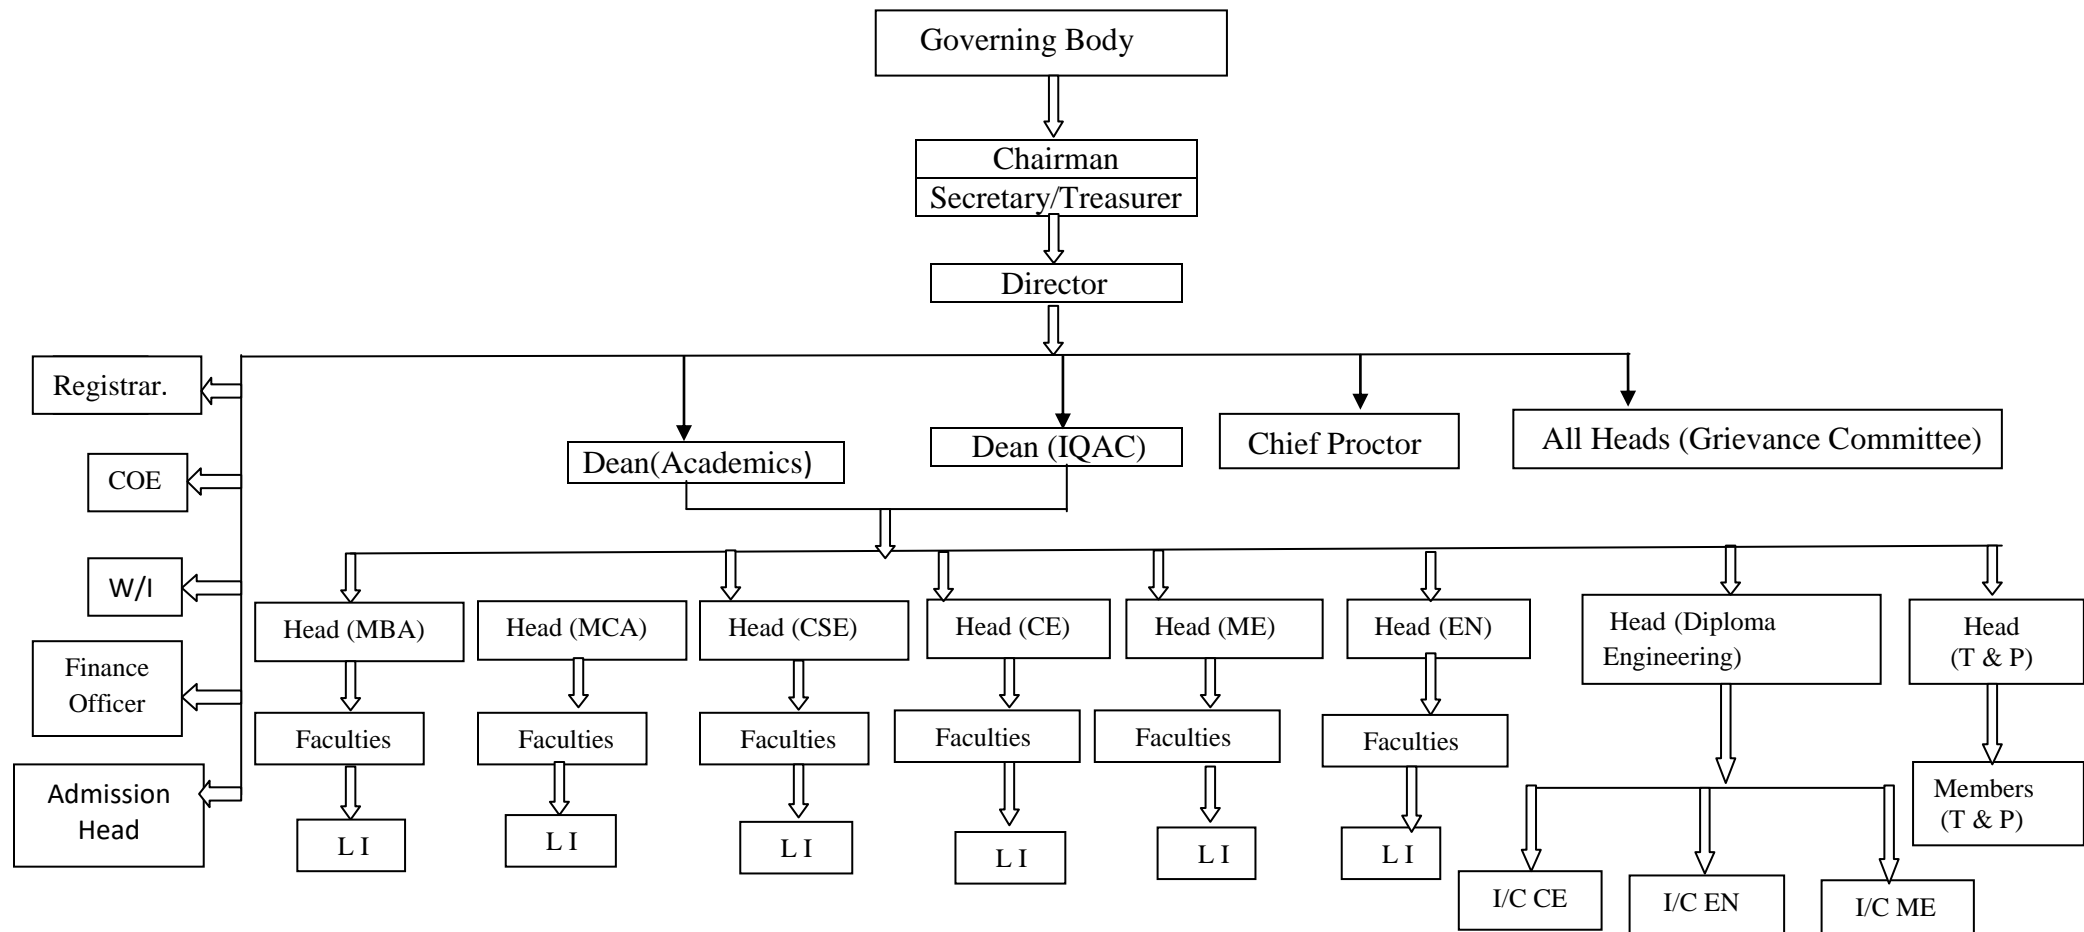 Governing Body
Chairman
Secretary/Treasurer
Director
Registrar.
COE
W/I
Finance
Officer
Admission
Head
Dean(Academics)
Dean (IQAC)
Chief Proctor
All Heads (Grievance Committee)
Head (MBA)
Head (MCA)
Head (CSE)
Head (CE)
Head (ME)
Head (EN)
Head (Diploma
Engineering)
Head
(T & P)
Faculties
Faculties
Faculties
Faculties
Faculties
Faculties
Members
(T & P)
L I
L I
L I
L I
L I
L I
I/C CE
I/C EN
I/C ME